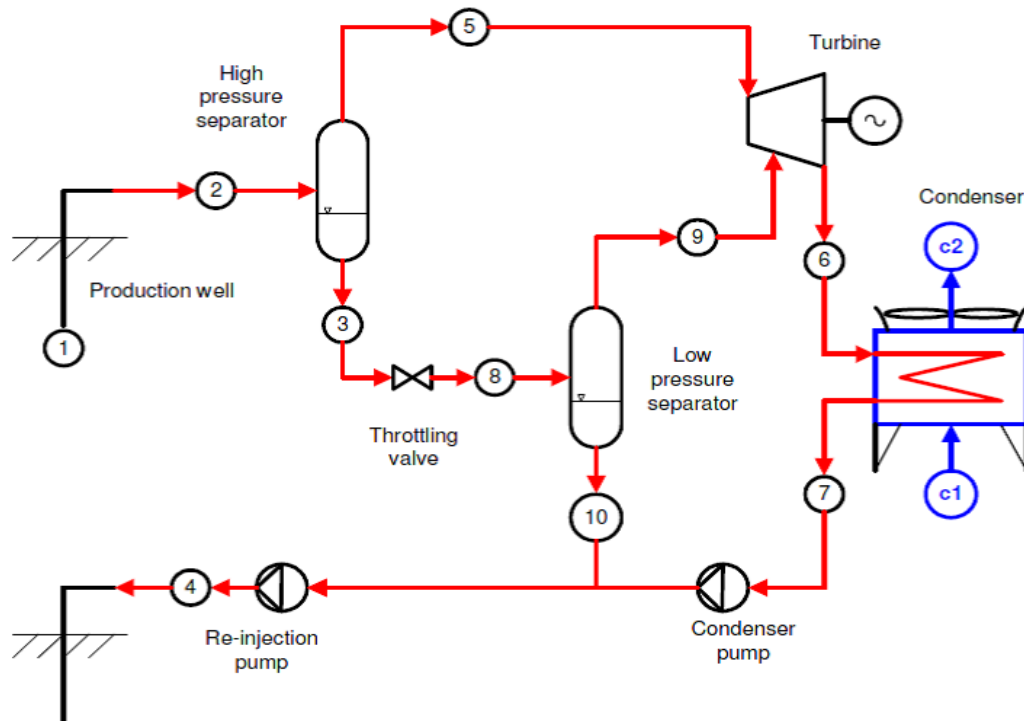 5
Turbine
High
pressure
separator
2
Condenser
9
c2
6
Production well
3
1
Low
pressure
separator
8
Throttling
valve
7
c1
10
4
Re-injection
pump
Condenser
pump